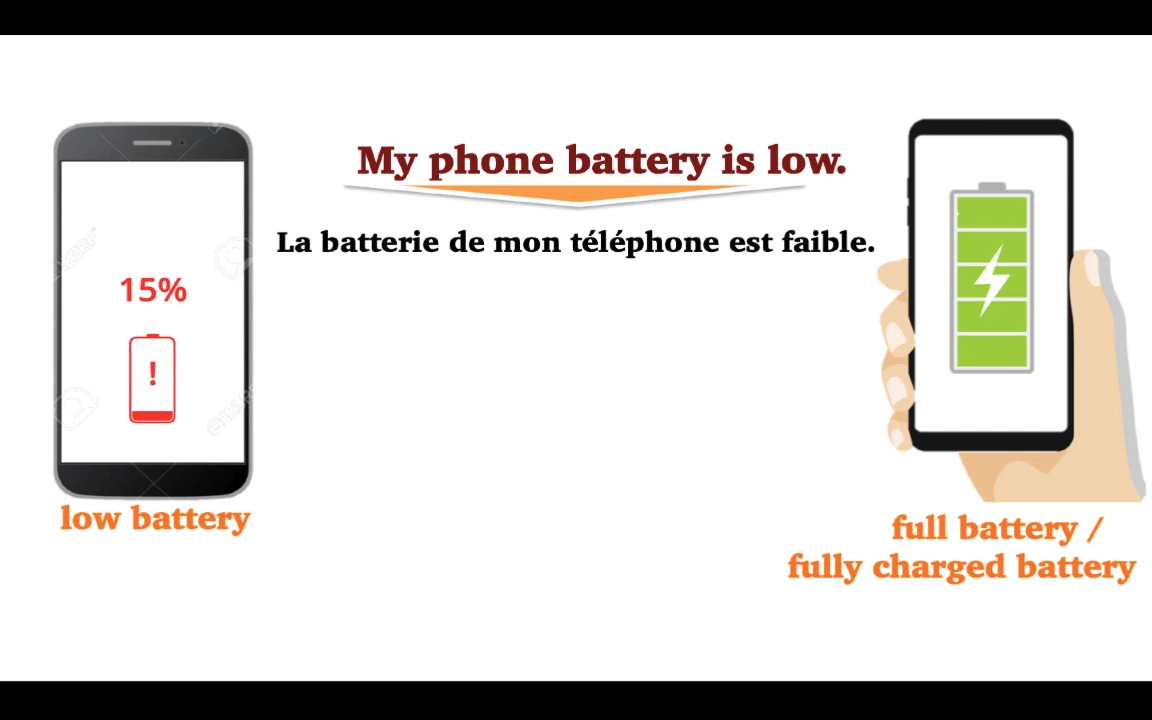 My phone battery is low.
La batterie de mon téléphone est faible.
15%
!
low battery
full battery /
fully charged battery